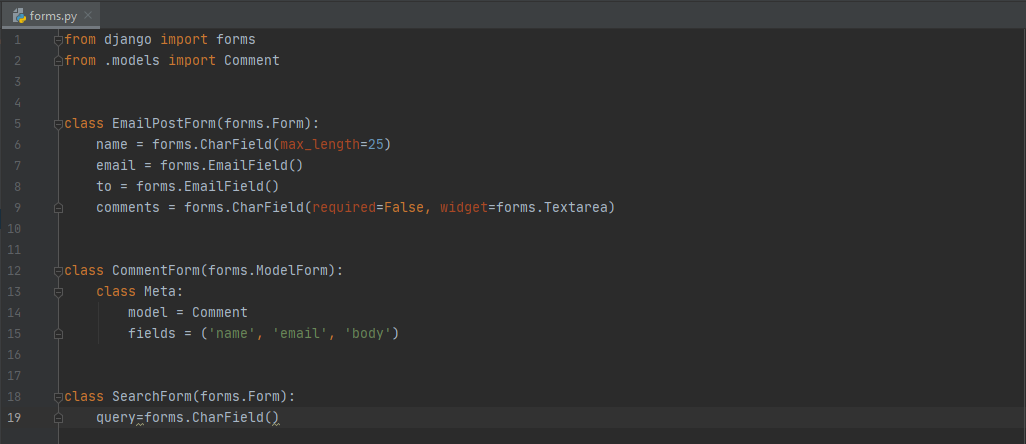 forms.py
1 from django import forms
2 from .models import Comment
3
4
5 class EmailPostForm(forms.Form):
6     name = forms.CharField(max_length=25)
7     email = forms.EmailField()
8     to = forms.EmailField()
9     comments = forms.CharField(required=False, widget=forms.Textarea)
10
11
12 class CommentForm(forms.ModelForm):
13     class Meta:
14         model = Comment
15         fields = ('name', 'email', 'body')
16
17
18 class SearchForm(forms.Form):
19     query=forms.CharField()